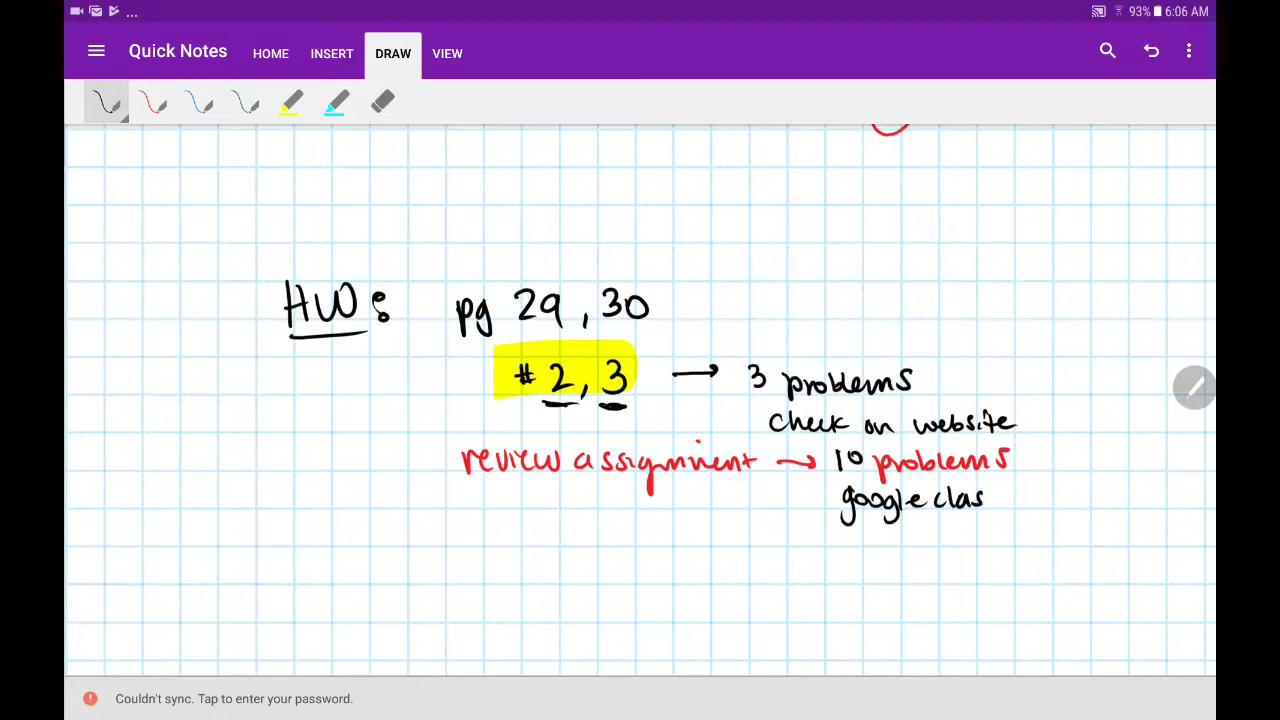 ... 93% 6:06 AM
Quick Notes HOME INSERT DRAW VIEW
HW: pg 29, 30
# 2, 3 → 3 problems
check on website
review assignment → 10 problems
google clas
Couldn't sync. Tap to enter your password.